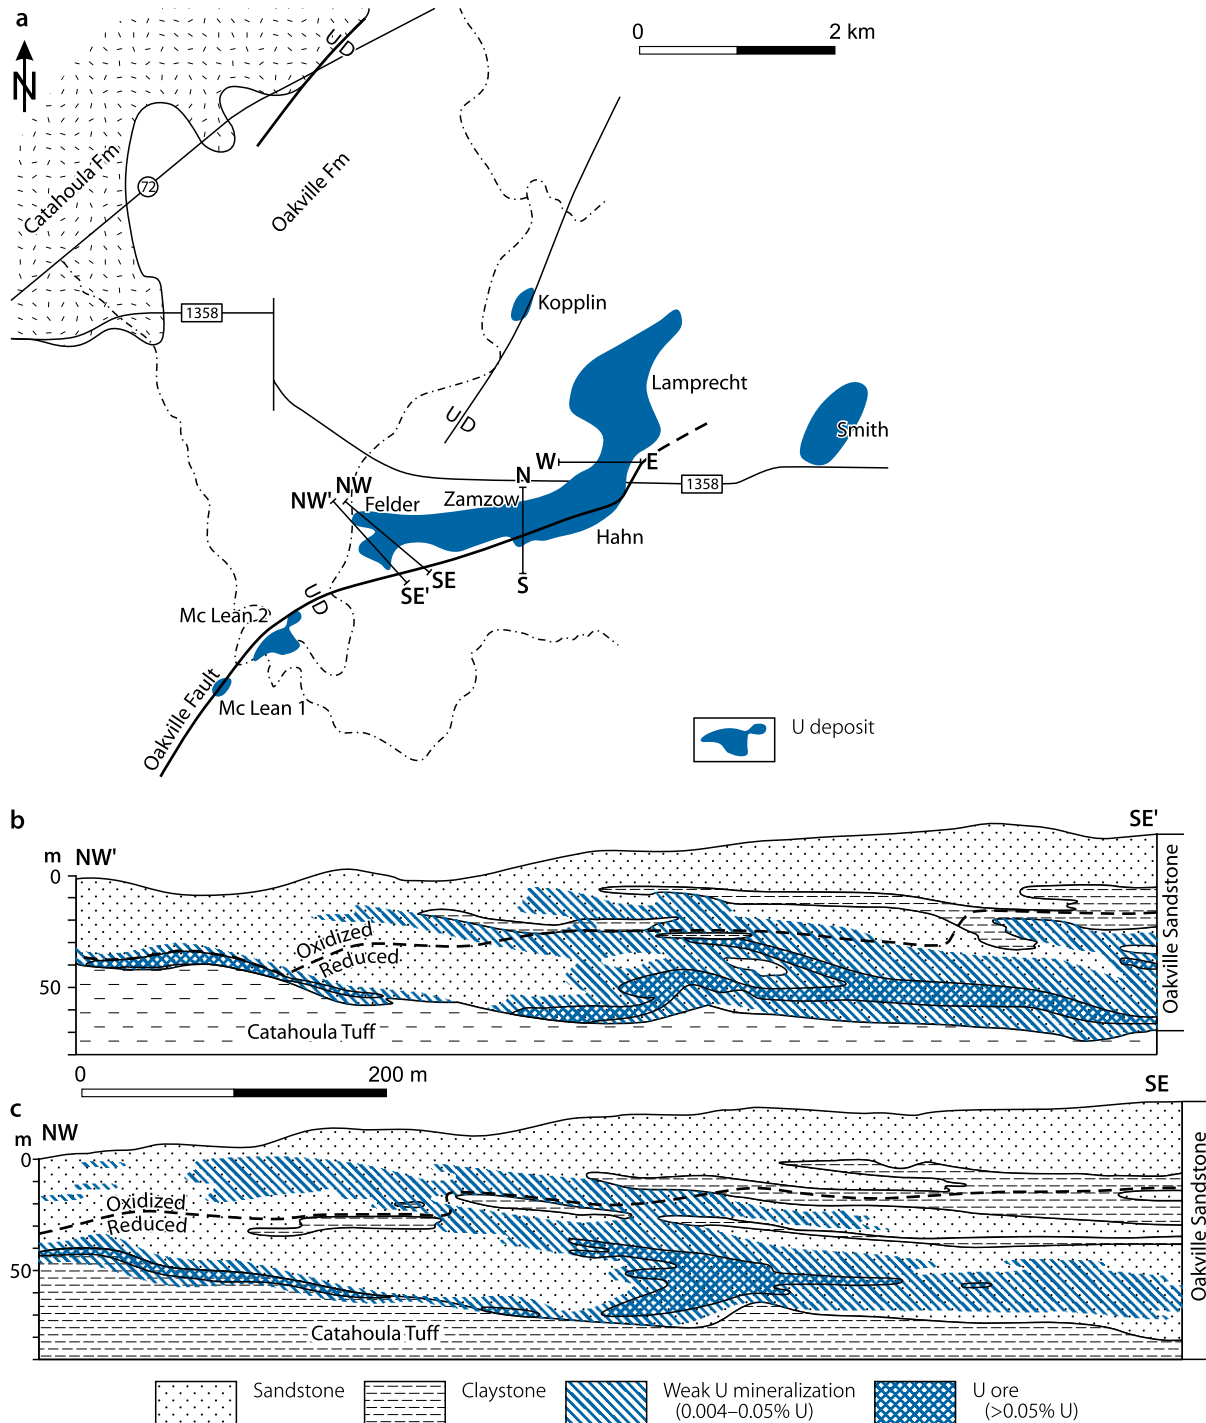 a
N
0 2 km
U
D
Catahoula Fm
72
Oakville Fm
1358
Kopplin
Lamprecht
Smith
U
D
W E
N
1358
NW
NW'
Felder
Zamzow
Hahn
SE
SE'
S
U
D
Mc Lean 2
Mc Lean 1
Oakville Fault
U deposit
b
SE'
m NW'
0
Oxidized
Reduced
50
Catahoula Tuff
Oakville Sandstone
0 200 m
SE
c
m NW
0
Oxidized
Reduced
50
Catahoula Tuff
Oakville Sandstone
Sandstone
Claystone
Weak U mineralization
(0.004–0.05% U)
U ore
(>0.05% U)